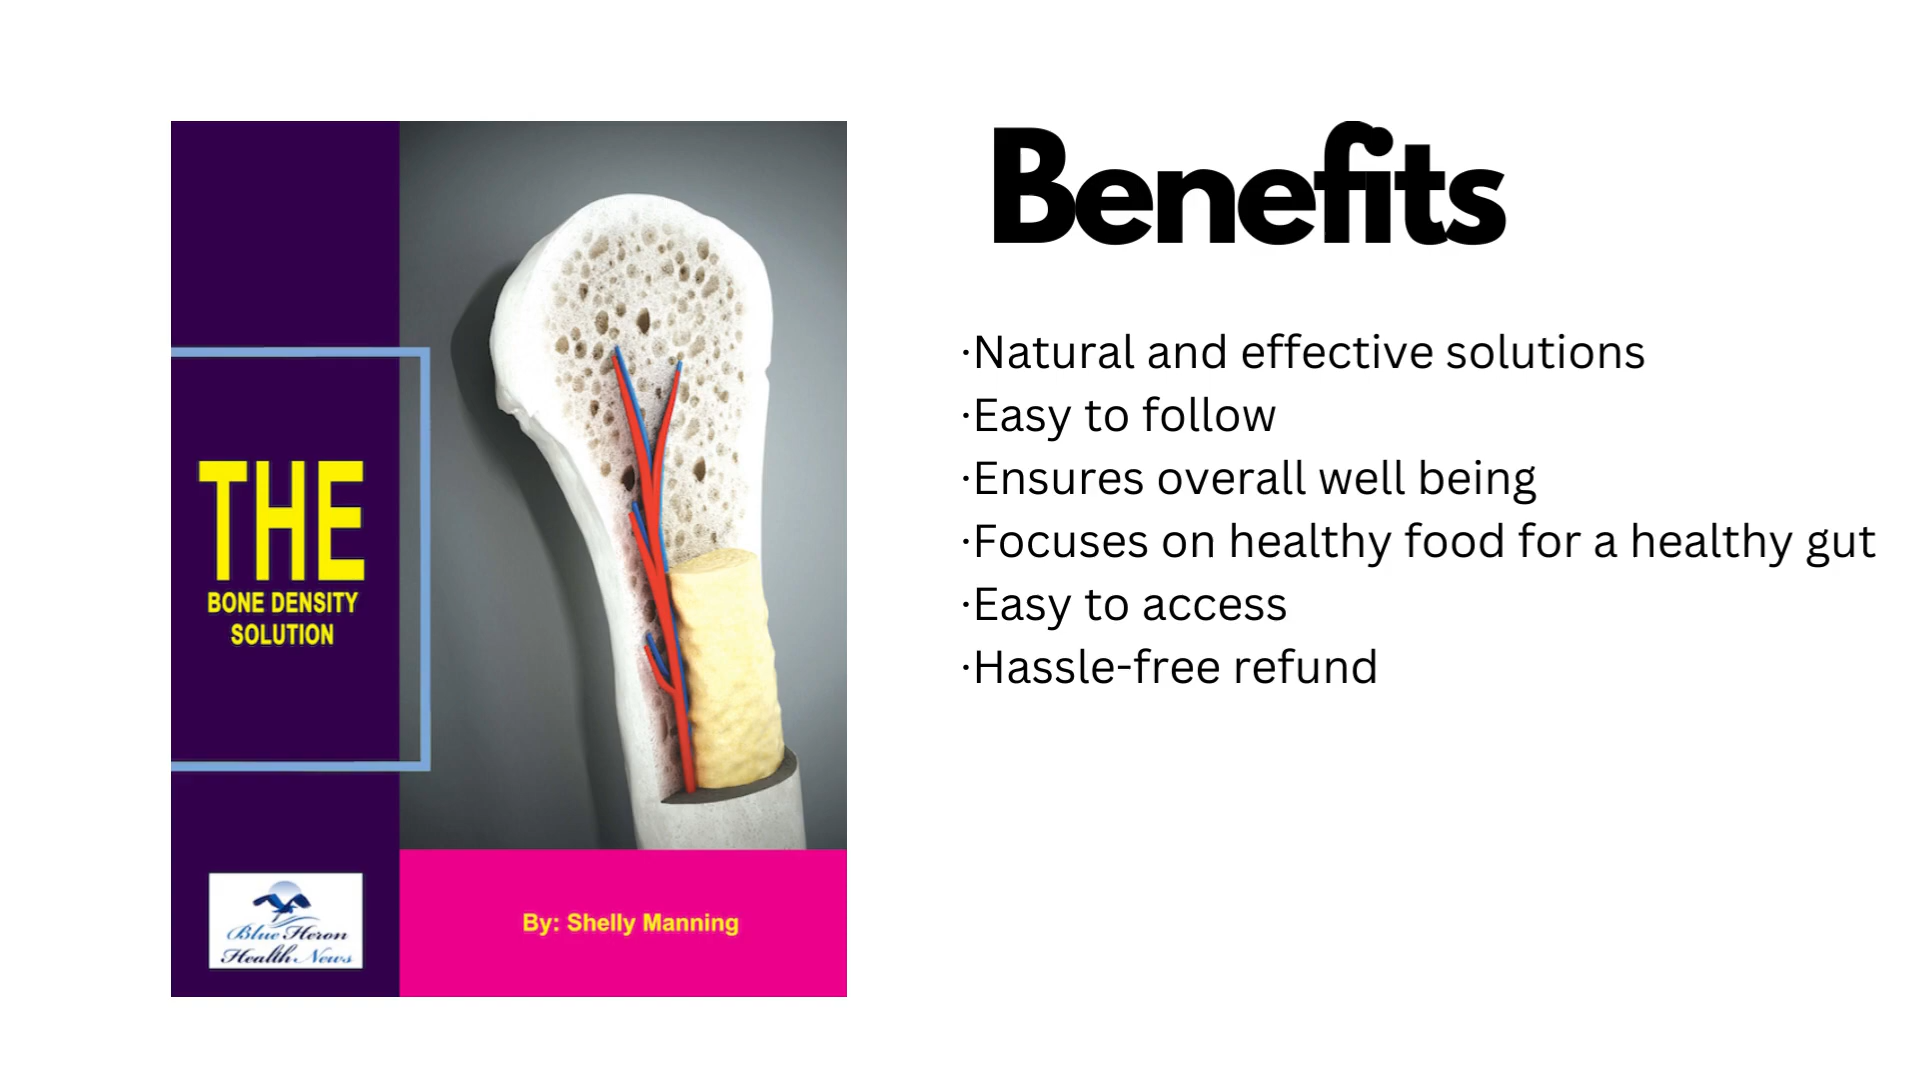 THE
BONE DENSITY
SOLUTION
Blue Heron
Health News
By: Shelly Manning
Benefits
·Natural and effective solutions
·Easy to follow
·Ensures overall well being
·Focuses on healthy food for a healthy gut
·Easy to access
·Hassle-free refund